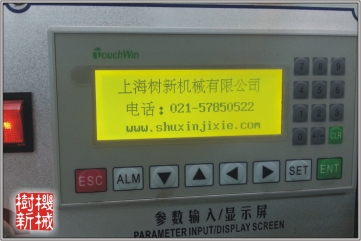 TouchWin
上海树新机械有限公司
电话：021-57850522
www.shuxinjixie.com
ESC ALM SET ENT
参数输入/显示屏
PARAMETER INPUT/DISPLAY SCREEN
樹機
新械